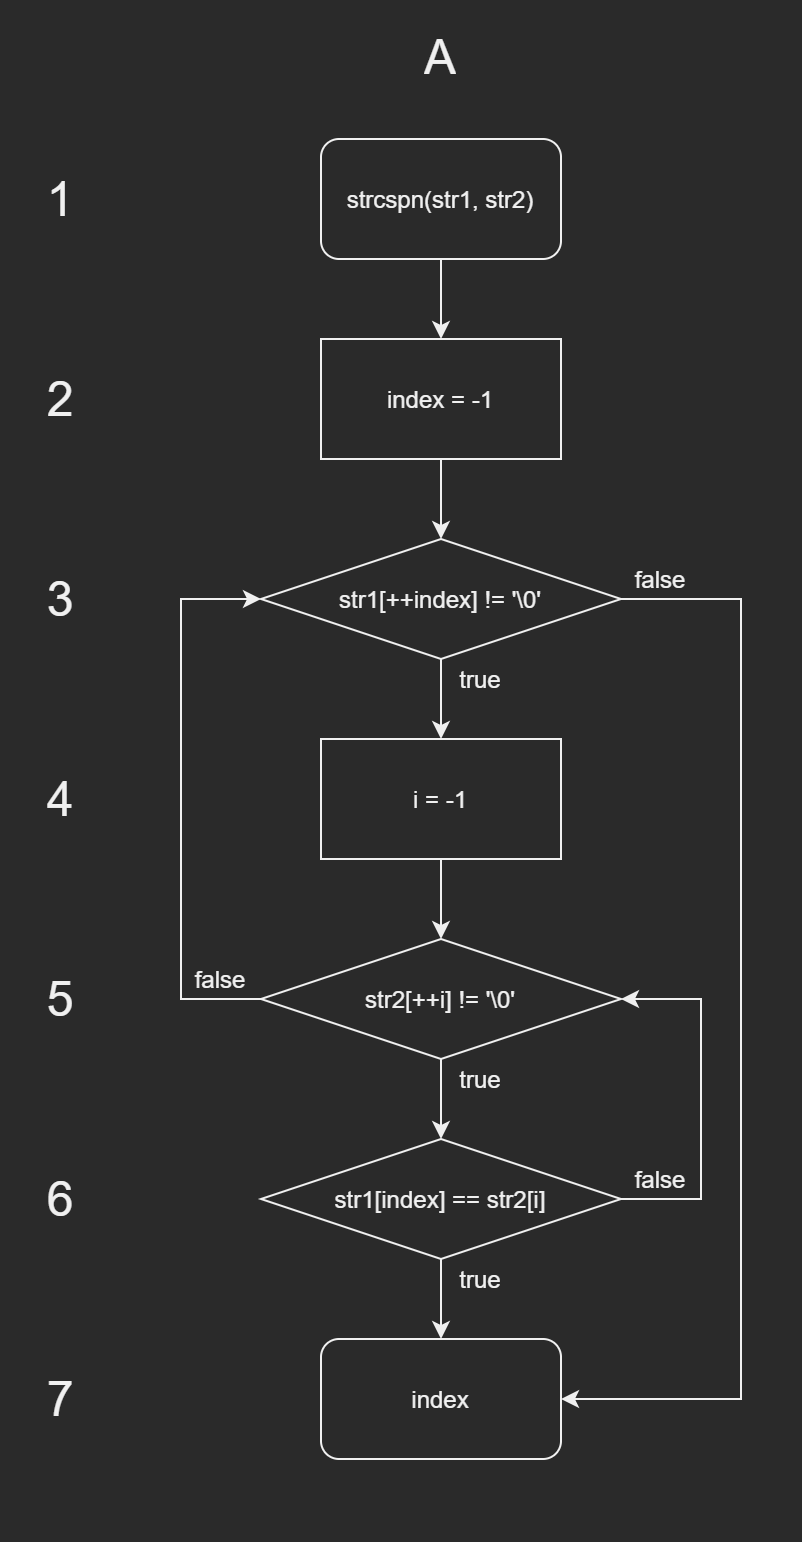 A
1
strcspn(str1, str2)
2
index = -1
3
str1[++index] != '\0'
false
true
4
i = -1
5
false
str2[++i] != '\0'
true
6
str1[index] == str2[i]
false
true
7
index